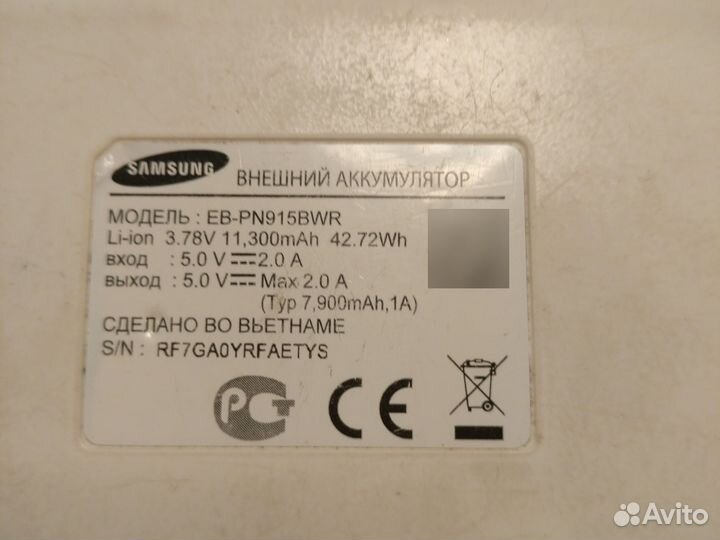 SAMSUNG ВНЕШНИЙ АККУМУЛЯТОР
МОДЕЛЬ : EB-PN915BWR
Li-ion 3.78V 11,300mAh 42.72Wh
вход : 5.0 V⎓2.0 A
выход : 5.0 V⎓Max 2.0 A
(Typ 7,900mAh,1A)
СДЕЛАНО ВО ВЬЕТНАМЕ
S/N : RF7GA0YRFAETYS
РСТ CE
Avito